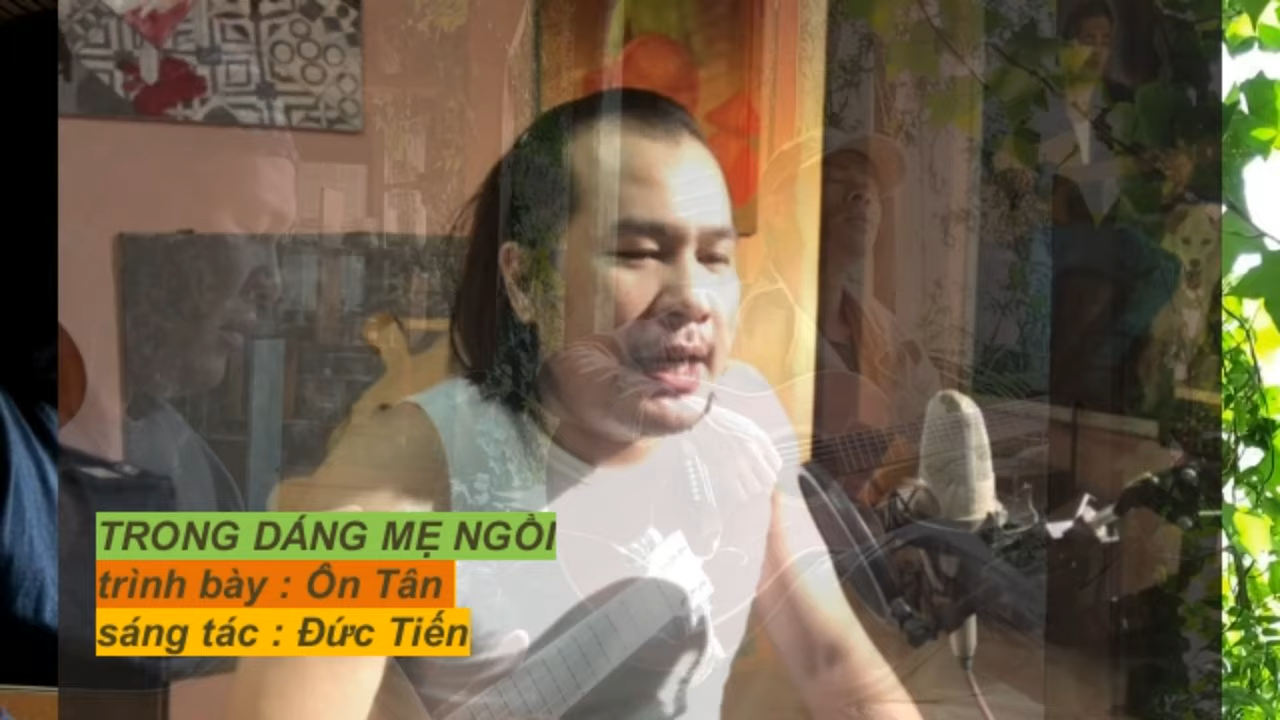 TRONG DÁNG MẸ NGỒI
trình bày : Ôn Tân
sáng tác : Đức Tiến